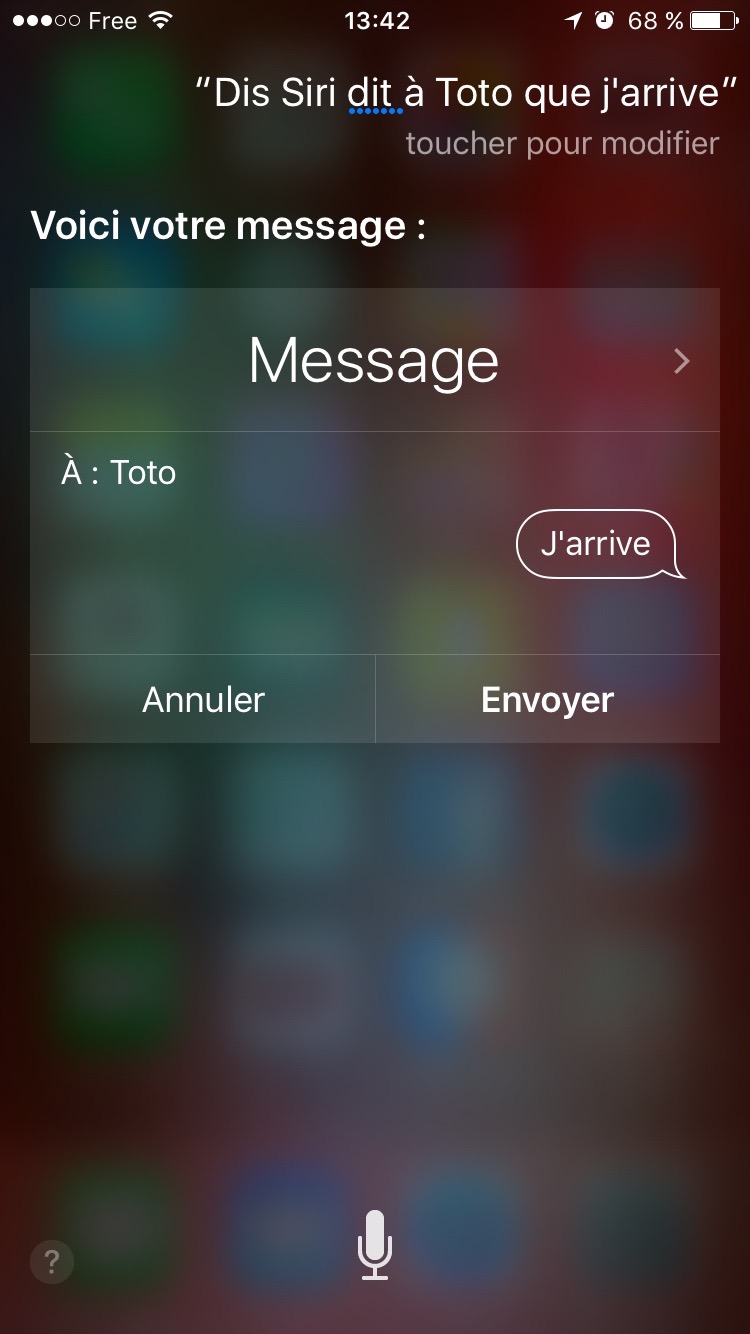 Free 13:42 68 %
"Dis Siri dit à Toto que j'arrive"
toucher pour modifier
Voici votre message :
Message
À : Toto
J'arrive
Annuler Envoyer
?